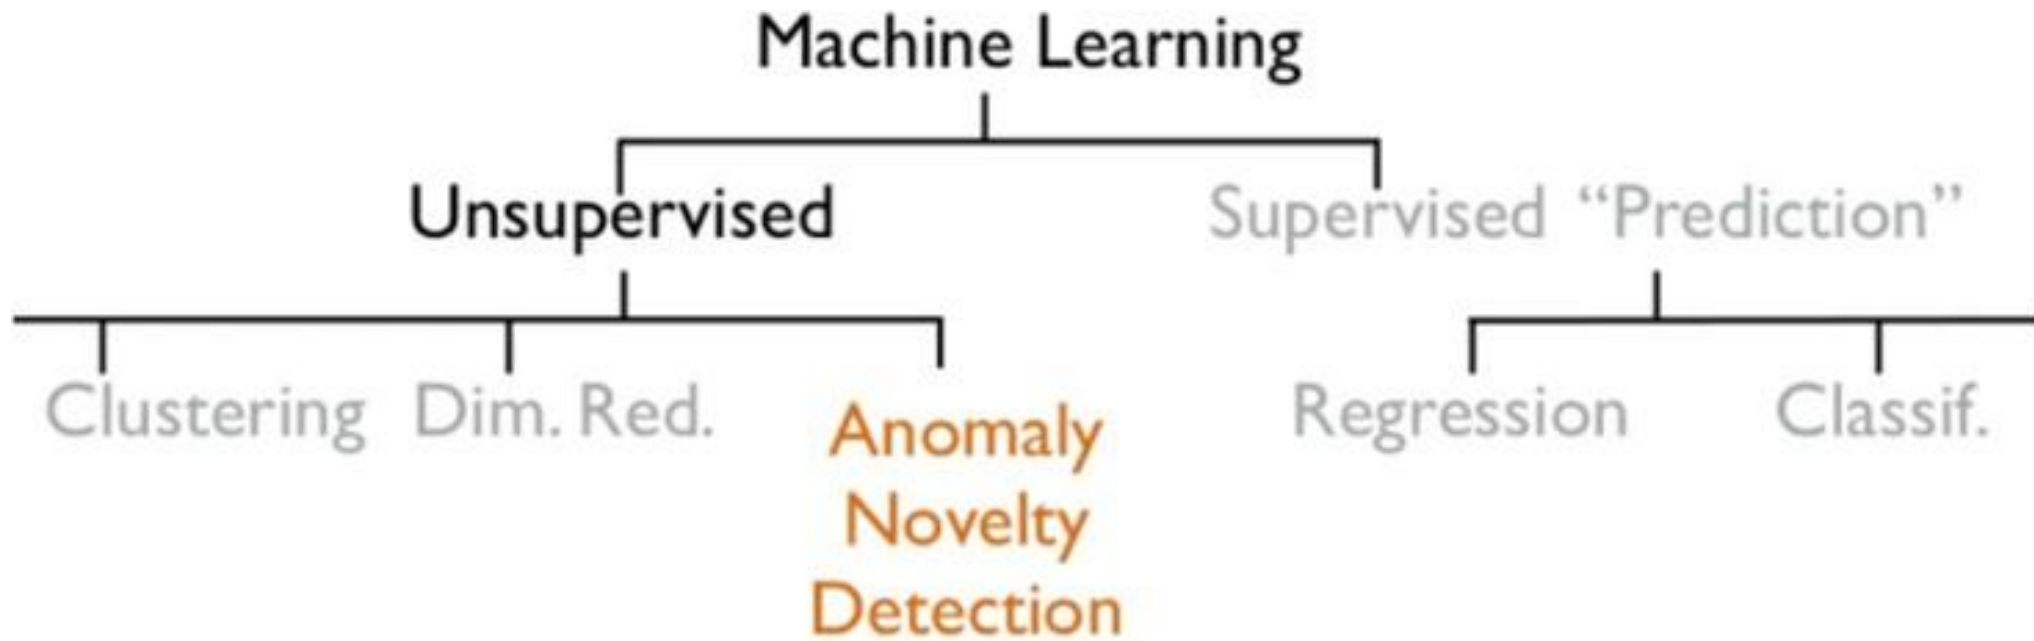 Machine Learning
Unsupervised
Supervised “Prediction”
Clustering
Dim. Red.
Anomaly
Novelty
Detection
Regression
Classif.